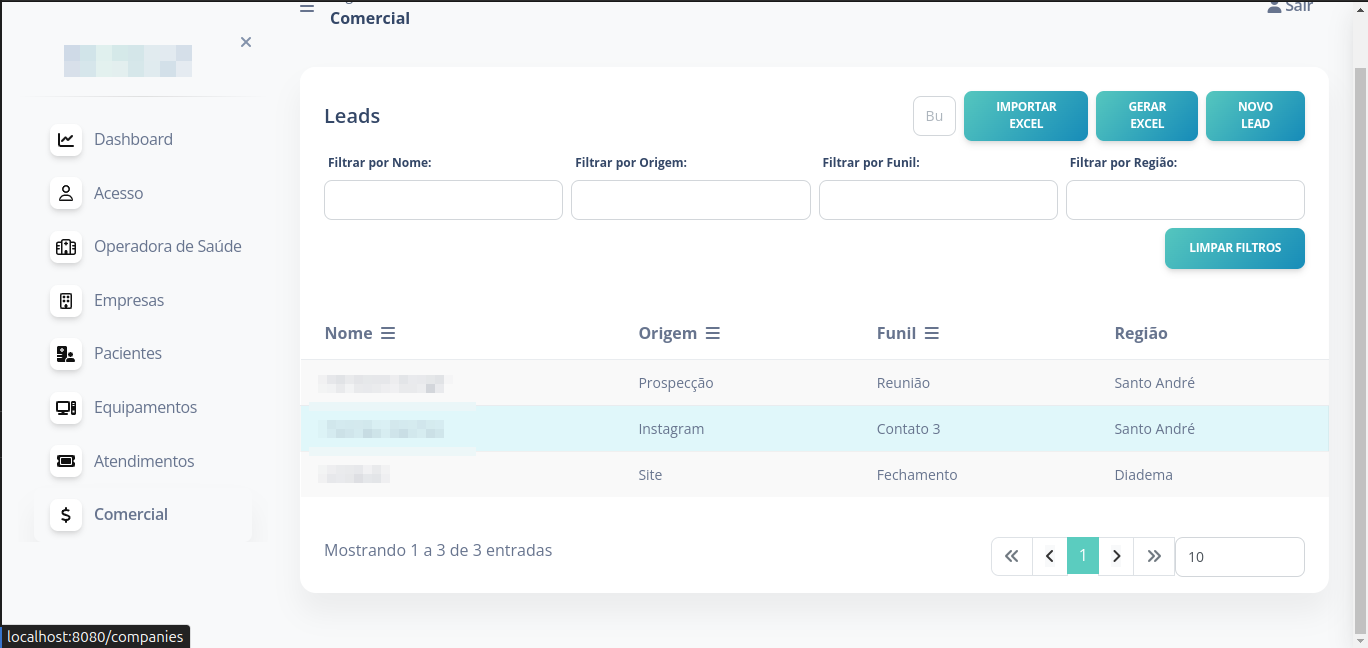 Comercial
Sair
Dashboard
Acesso
Operadora de Saúde
Empresas
Pacientes
Equipamentos
Atendimentos
Comercial
Leads
Bu
IMPORTAR
EXCEL
GERAR
EXCEL
NOVO
LEAD
Filtrar por Nome: Filtrar por Origem: Filtrar por Funil: Filtrar por Região:
LIMPAR FILTROS
Nome Origem Funil Região
Prospecção Reunião Santo André
Instagram Contato 3 Santo André
Site Fechamento Diadema
Mostrando 1 a 3 de 3 entradas
1
10
localhost:8080/companies